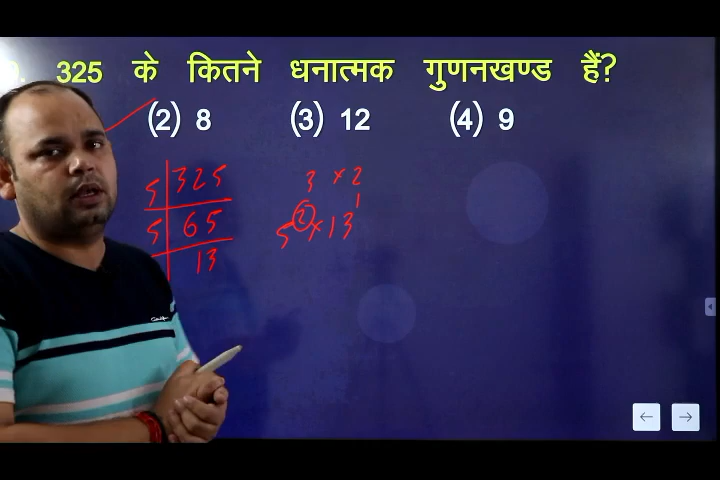 325 के कितने धनात्मक गुणनखण्ड हैं?
(2) 8 (3) 12 (4) 9
5 | 325
5 | 65
13
3 × 2
5² × 13¹